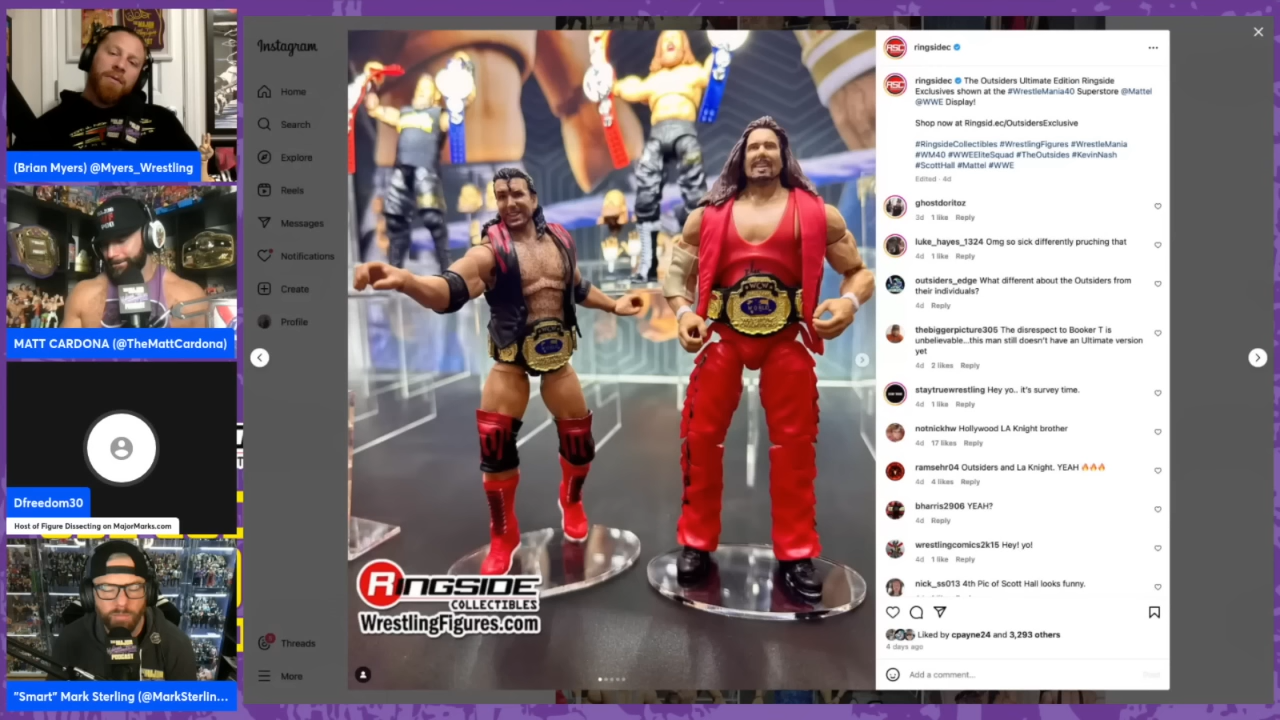 (Brian Myers) @Myers_Wrestling
MATT CARDONA (@TheMattCardona)
Dfreedom30
Host of Figure Dissecting on MajorMarks.com
"Smart" Mark Sterling (@MarkSterlin...
Instagram
Home
Search
Explore
Reels
Messages
Notifications
Create
Profile
Threads
More
RINGSIDE
COLLECTIBLES
WrestlingFigures.com
RSC
ringsidec
RSC
ringsidec The Outsiders Ultimate Edition Ringside
Exclusives shown at the #WrestleMania40 Superstore @Mattel
@WWE Display!
Shop now at Ringsid.ec/OutsidersExclusive
#RingsideCollectibles #WrestlingFigures #WrestleMania
#WM40 #WWEEliteSquad #TheOutsides #KevinNash
#ScottHall #Mattel #WWE
Edited · 4d
ghostdoritoz
3d 1 like Reply
luke_hayes_1324 Omg so sick differently pruching that
4d 1 like Reply
outsiders_edge What different about the Outsiders from
their individuals?
4d Reply
thebiggerpicture305 The disrespect to Booker T is
unbelievable...this man still doesn't have an Ultimate version
yet
4d 2 likes Reply
staytruewrestling Hey yo.. it's survey time.
4d 1 like Reply
notnickhw Hollywood LA Knight brother
4d 17 likes Reply
ramsehr04 Outsiders and La Knight. YEAH 🔥🔥🔥
4d 4 likes Reply
bharris2906 YEAH?
4d Reply
wrestlingcomics2k15 Hey! yo!
4d 1 like Reply
nick_ss013 4th Pic of Scott Hall looks funny.
Liked by cpayne24 and 3,293 others
4 days ago
Add a comment...
Post